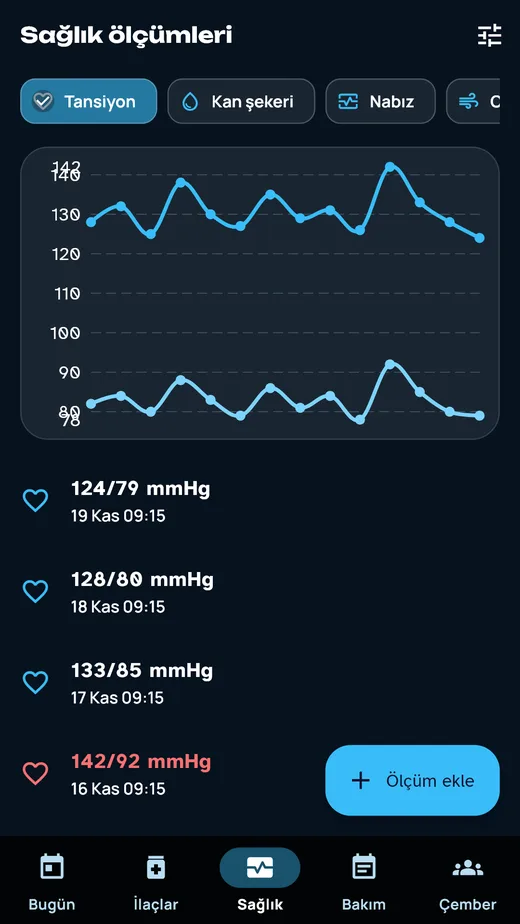 Sağlık ölçümleri
Tansiyon
Kan şekeri
Nabız
142
140
130
120
110
100
90
80
78
124/79 mmHg
19 Kas 09:15
128/80 mmHg
18 Kas 09:15
133/85 mmHg
17 Kas 09:15
142/92 mmHg
16 Kas 09:15
Ölçüm ekle
Bugün
İlaçlar
Sağlık
Bakım
Çember